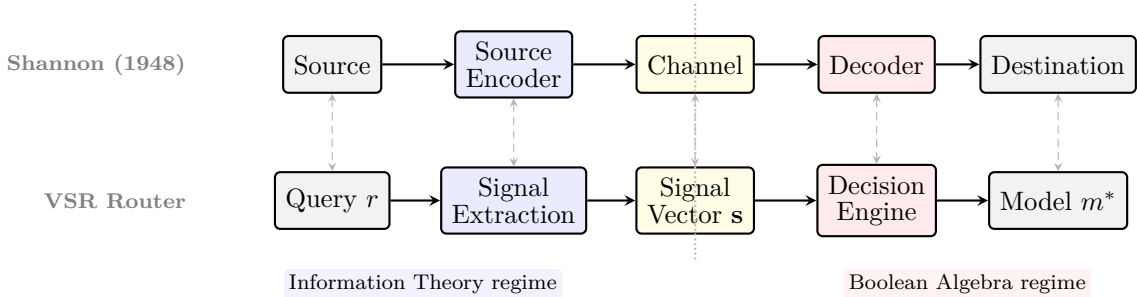 Shannon (1948)
Source
Source
Encoder
Channel
Decoder
Destination
VSR Router
Query r
Signal
Extraction
Signal
Vector s
Decision
Engine
Model m*
Information Theory regime
Boolean Algebra regime